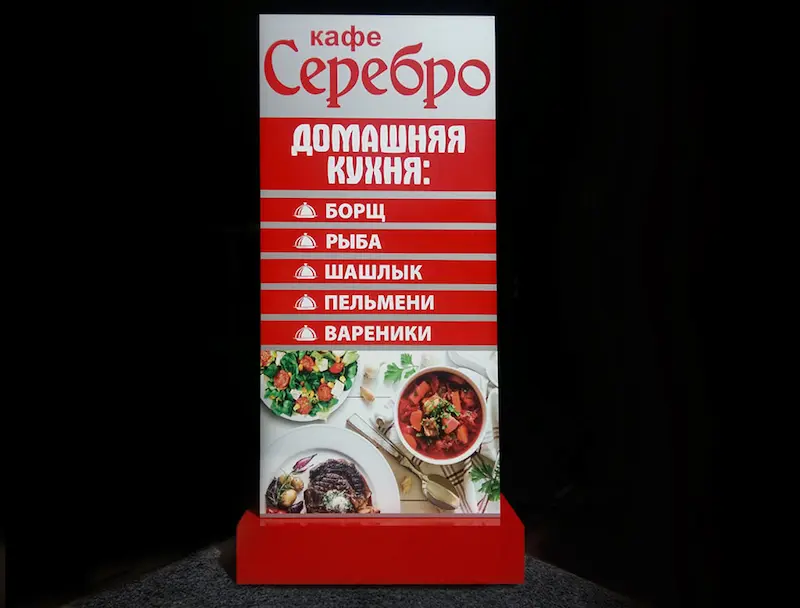 кафе
Серебро
ДОМАШНЯЯ
КУХНЯ:
БОРЩ
РЫБА
ШАШЛЫК
ПЕЛЬМЕНИ
ВАРЕНИКИ